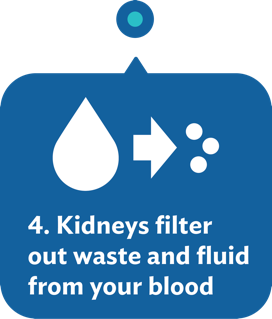 4. Kidneys filter
out waste and fluid
from your blood